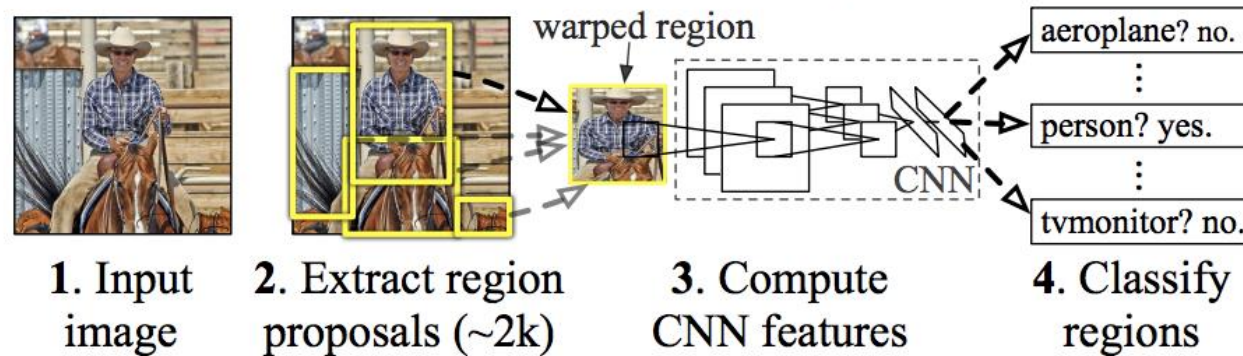 warped region
aeroplane? no.
⋮
person? yes.
⋮
tvmonitor? no.
CNN
1. Input
image
2. Extract region
proposals (~2k)
3. Compute
CNN features
4. Classify
regions